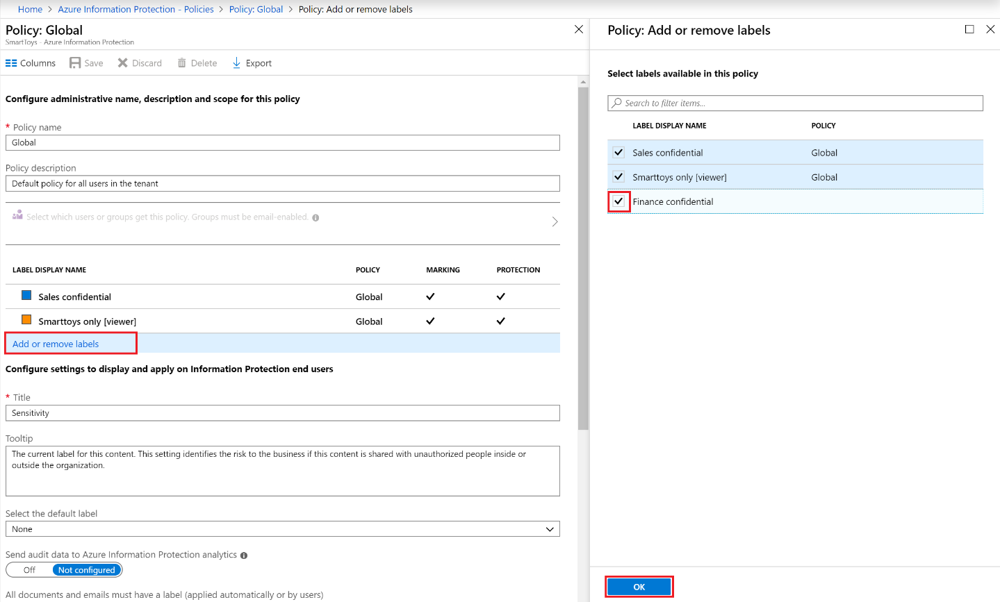 Home > Azure Information Protection - Policies > Policy: Global > Policy: Add or remove labels
Policy: Global
SmartToys - Azure Information Protection
Columns Save Discard Delete Export
Configure administrative name, description and scope for this policy
* Policy name
Global
Policy description
Default policy for all users in the tenant
Select which users or groups get this policy. Groups must be email-enabled.
LABEL DISPLAY NAME POLICY MARKING PROTECTION
Sales confidential Global
Smarttoys only [viewer] Global
Add or remove labels
Configure settings to display and apply on Information Protection end users
* Title
Sensitivity
Tooltip
The current label for this content. This setting identifies the risk to the business if this content is shared with unauthorized people inside or
outside the organization.
Select the default label
None
Send audit data to Azure Information Protection analytics
Off Not configured
All documents and emails must have a label (applied automatically or by users)
Policy: Add or remove labels
Select labels available in this policy
Search to filter items...
LABEL DISPLAY NAME POLICY
Sales confidential Global
Smarttoys only [viewer] Global
Finance confidential
OK